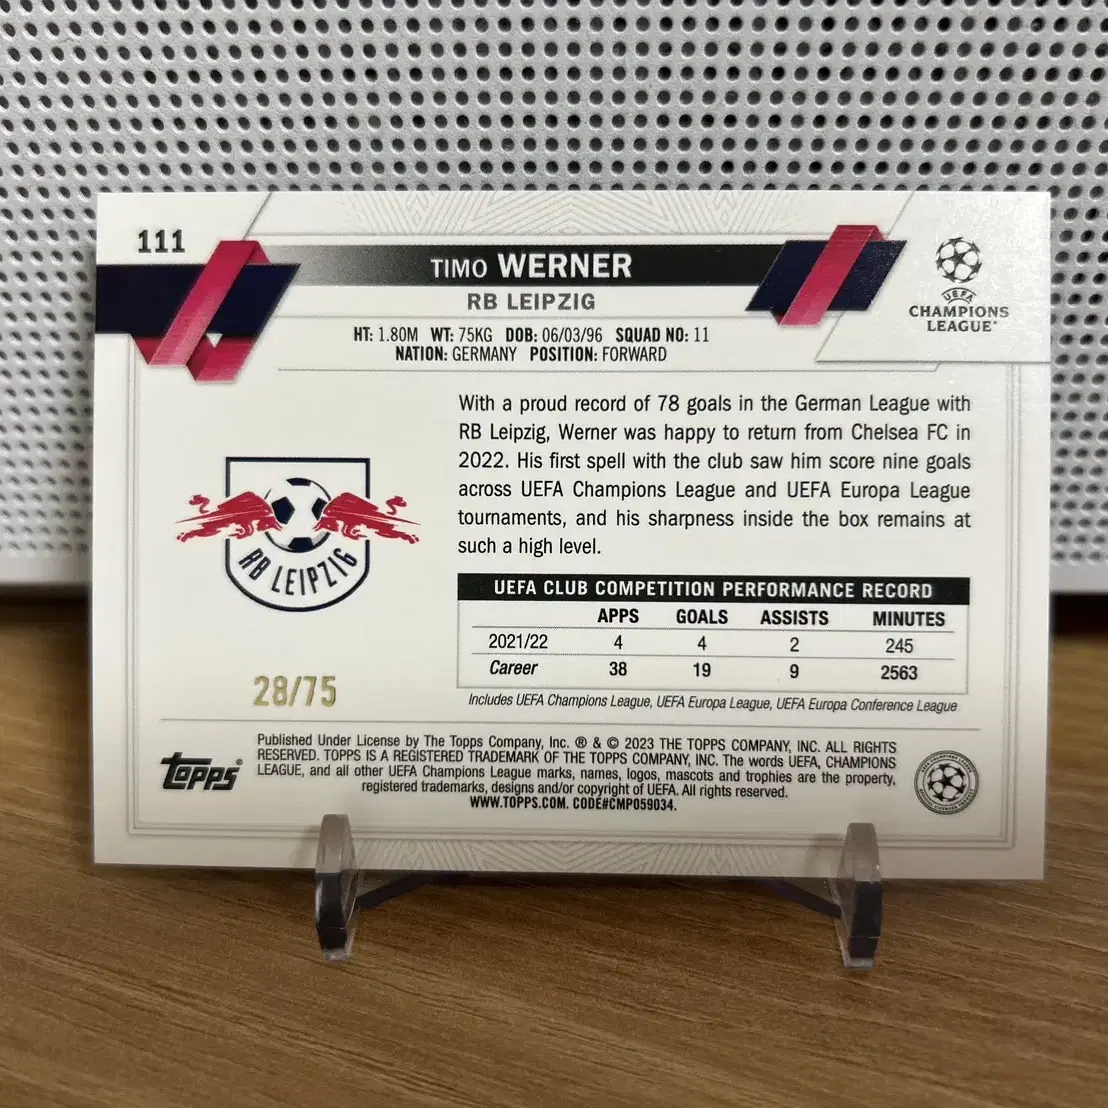 111
TIMO WERNER
RB LEIPZIG
UEFA
CHAMPIONS
LEAGUE®
HT: 1.80M WT: 75KG DOB: 06/03/96 SQUAD NO: 11
NATION: GERMANY POSITION: FORWARD
With a proud record of 78 goals in the German League with
RB Leipzig, Werner was happy to return from Chelsea FC in
2022. His first spell with the club saw him score nine goals
across UEFA Champions League and UEFA Europa League
tournaments, and his sharpness inside the box remains at
such a high level.
RB LEIPZIG
28/75
UEFA CLUB COMPETITION PERFORMANCE RECORD
APPS GOALS ASSISTS MINUTES
2021/22 4 4 2 245
Career 38 19 9 2563
Includes UEFA Champions League, UEFA Europa League, UEFA Europa Conference League
topps®
Published Under License by The Topps Company, Inc. ® & © 2023 THE TOPPS COMPANY, INC. ALL RIGHTS
RESERVED. TOPPS IS A REGISTERED TRADEMARK OF THE TOPPS COMPANY, INC. The words UEFA, CHAMPIONS
LEAGUE, and all other UEFA Champions League marks, names, logos, mascots and trophies are the property,
registered trademarks, designs and/or copyright of UEFA. All rights reserved.
WWW.TOPPS.COM. CODE#CMP059034.